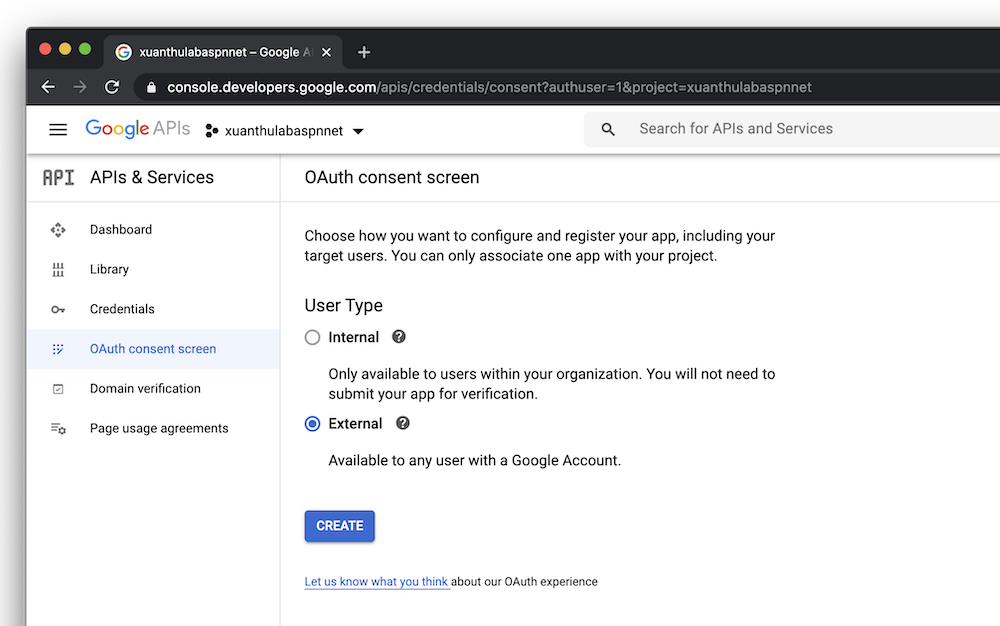 xuanthulabaspnnet – Google A
console.developers.google.com/apis/credentials/consent?authuser=1&project=xuanthulabaspnnet
Google APIs
xuanthulabaspnnet
Search for APIs and Services
API
APIs & Services
OAuth consent screen
Dashboard
Library
Credentials
OAuth consent screen
Domain verification
Page usage agreements
Choose how you want to configure and register your app, including your
target users. You can only associate one app with your project.
User Type
Internal
Only available to users within your organization. You will not need to
submit your app for verification.
External
Available to any user with a Google Account.
CREATE
Let us know what you think about our OAuth experience